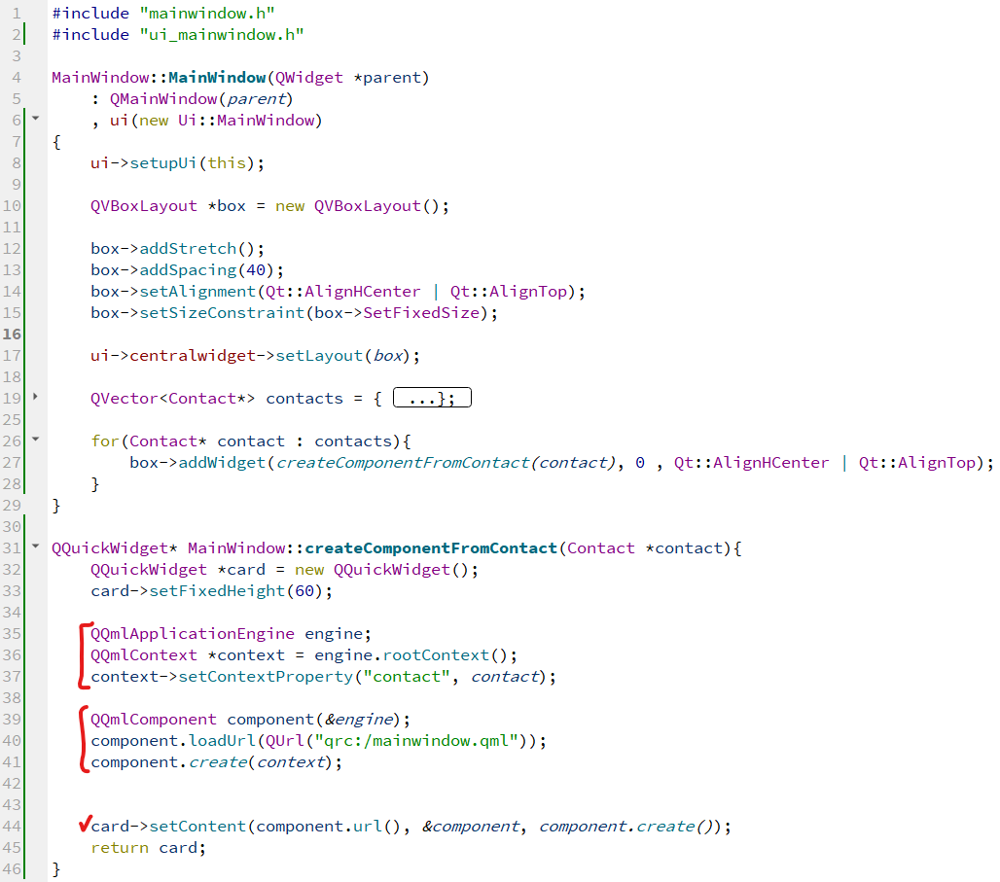 1 #include "mainwindow.h"
2 #include "ui_mainwindow.h"
3
4 MainWindow::MainWindow(QWidget *parent)
5     : QMainWindow(parent)
6     , ui(new Ui::MainWindow)
7 {
8     ui->setupUi(this);
9
10     QVBoxLayout *box = new QVBoxLayout();
11
12     box->addStretch();
13     box->addSpacing(40);
14     box->setAlignment(Qt::AlignHCenter | Qt::AlignTop);
15     box->setSizeConstraint(box->SetFixedSize);
16
17     ui->centralwidget->setLayout(box);
18
19     QVector<Contact*> contacts = { ...};
25
26     for(Contact* contact : contacts){
27         box->addWidget(createComponentFromContact(contact), 0 , Qt::AlignHCenter | Qt::AlignTop);
28     }
29 }
30
31 QQuickWidget* MainWindow::createComponentFromContact(Contact *contact){
32     QQuickWidget *card = new QQuickWidget();
33     card->setFixedHeight(60);
34
35     QQmlApplicationEngine engine;
36     QQmlContext *context = engine.rootContext();
37     context->setContextProperty("contact", contact);
38
39     QQmlComponent component(&engine);
40     component.loadUrl(QUrl("qrc:/mainwindow.qml"));
41     component.create(context);
42
43
44     card->setContent(component.url(), &component, component.create());
45     return card;
46 }